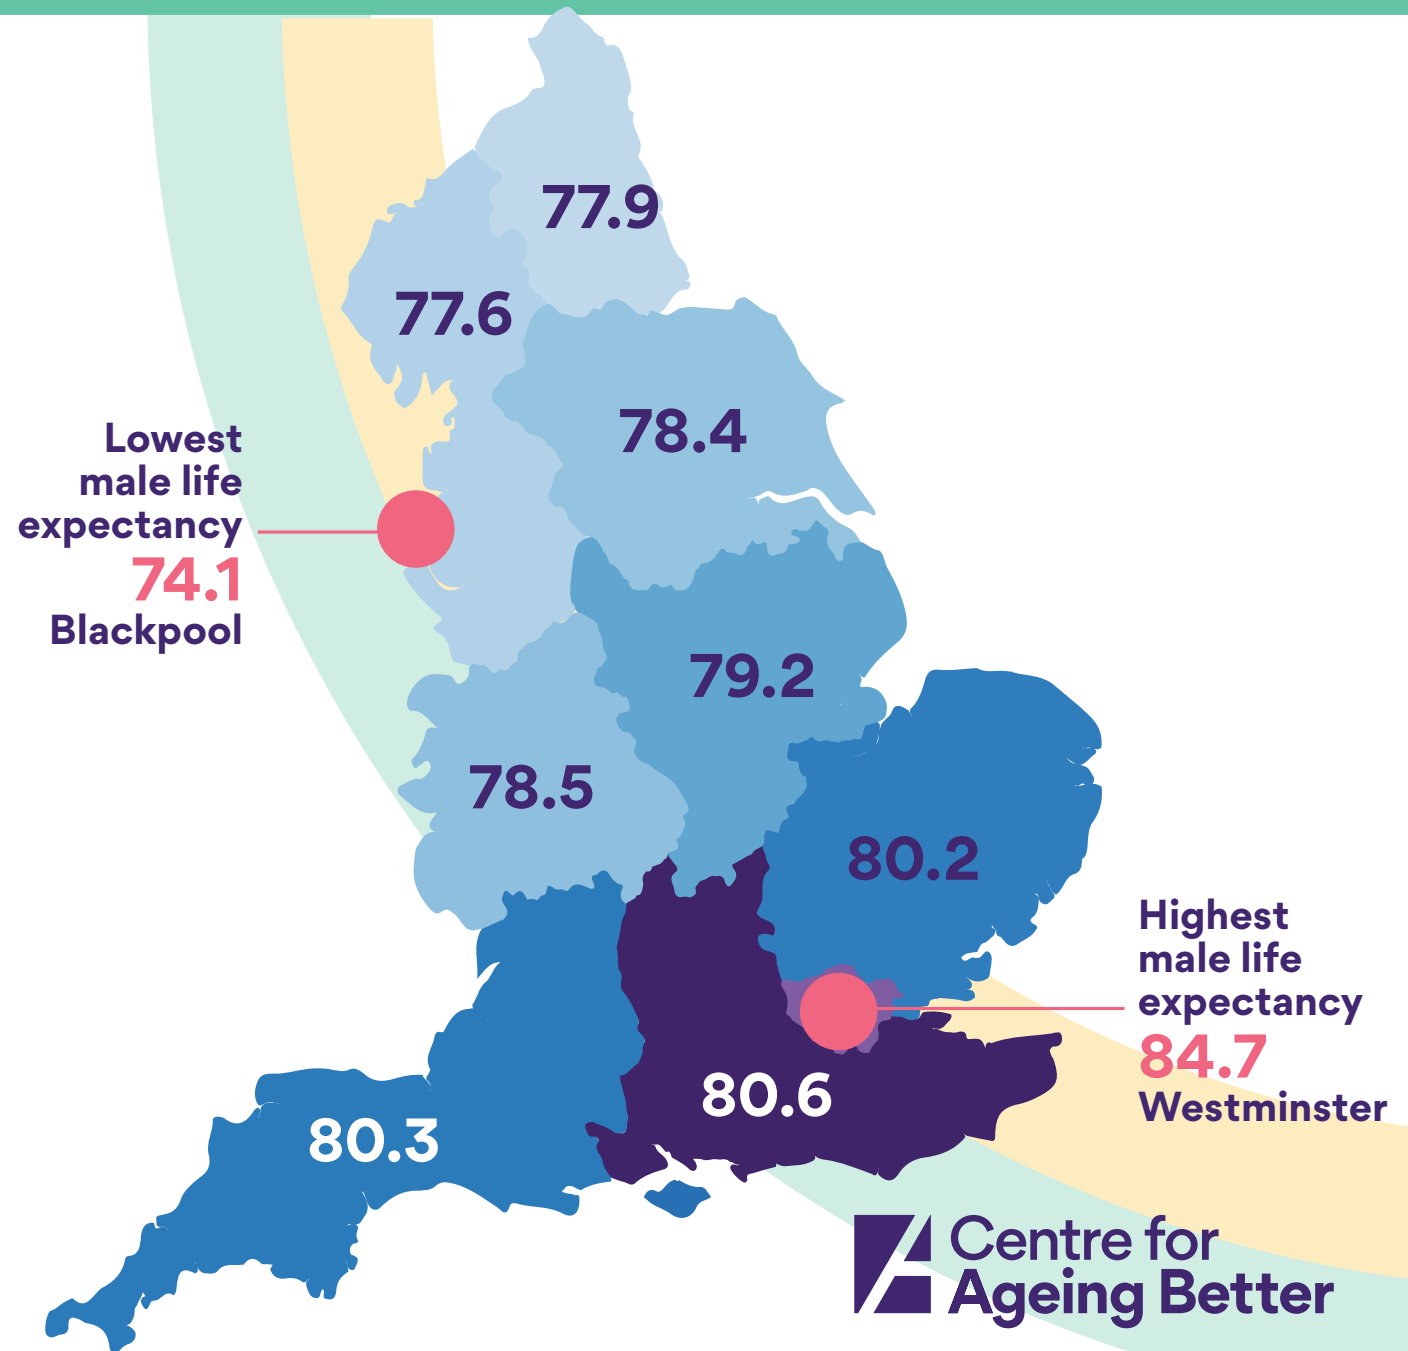 77.9
77.6
78.4
Lowest
male life
expectancy
74.1
Blackpool
79.2
78.5
80.2
Highest
male life
expectancy
84.7
Westminster
80.6
80.3
Centre for
Ageing Better